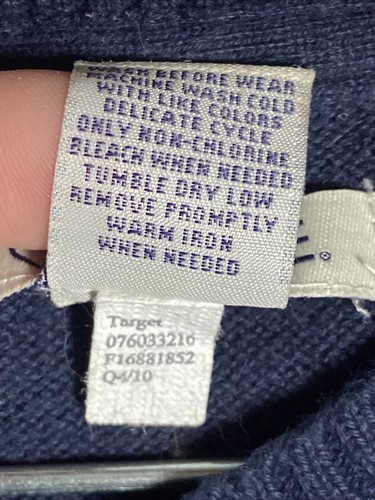 WASH BEFORE WEAR
MACHINE WASH COLD
WITH LIKE COLORS
DELICATE CYCLE
ONLY NON-CHLORINE
BLEACH WHEN NEEDED
TUMBLE DRY LOW
REMOVE PROMPTLY
WARM IRON
WHEN NEEDED
®
Target
076033216
F16881852
Q4/10